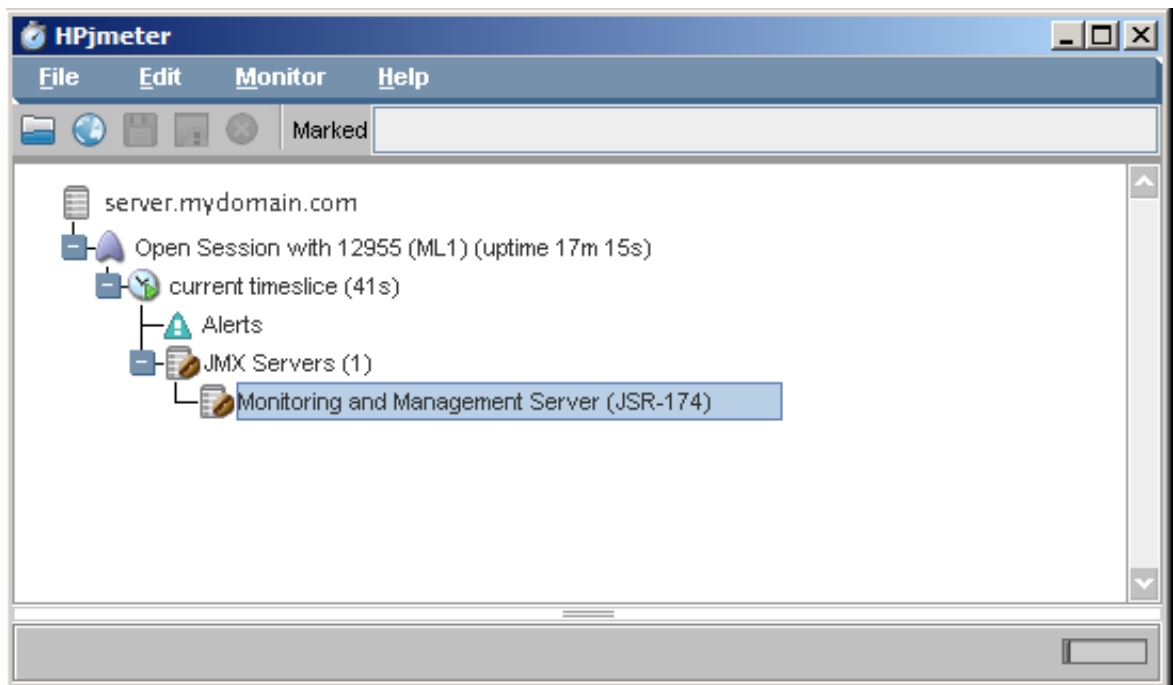 HPjmeter
File Edit Monitor Help
Marked
server.mydomain.com
Open Session with 12955 (ML1) (uptime 17m 15s)
current timeslice (41s)
Alerts
JMX Servers (1)
Monitoring and Management Server (JSR-174)